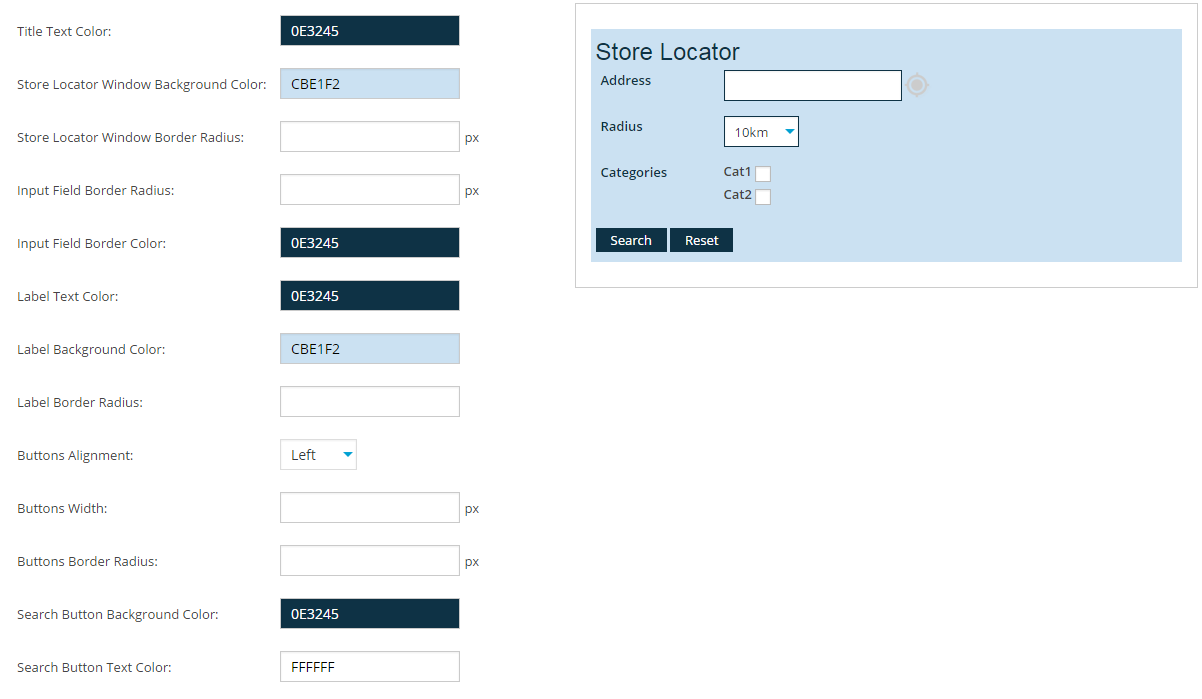 Title Text Color: 0E3245
Store Locator Window Background Color: CBE1F2
Store Locator Window Border Radius: px
Input Field Border Radius: px
Input Field Border Color: 0E3245
Label Text Color: 0E3245
Label Background Color: CBE1F2
Label Border Radius:
Buttons Alignment: Left
Buttons Width: px
Buttons Border Radius: px
Search Button Background Color: 0E3245
Search Button Text Color: FFFFFF
Store Locator
Address
Radius 10km
Categories Cat1
Cat2
Search Reset